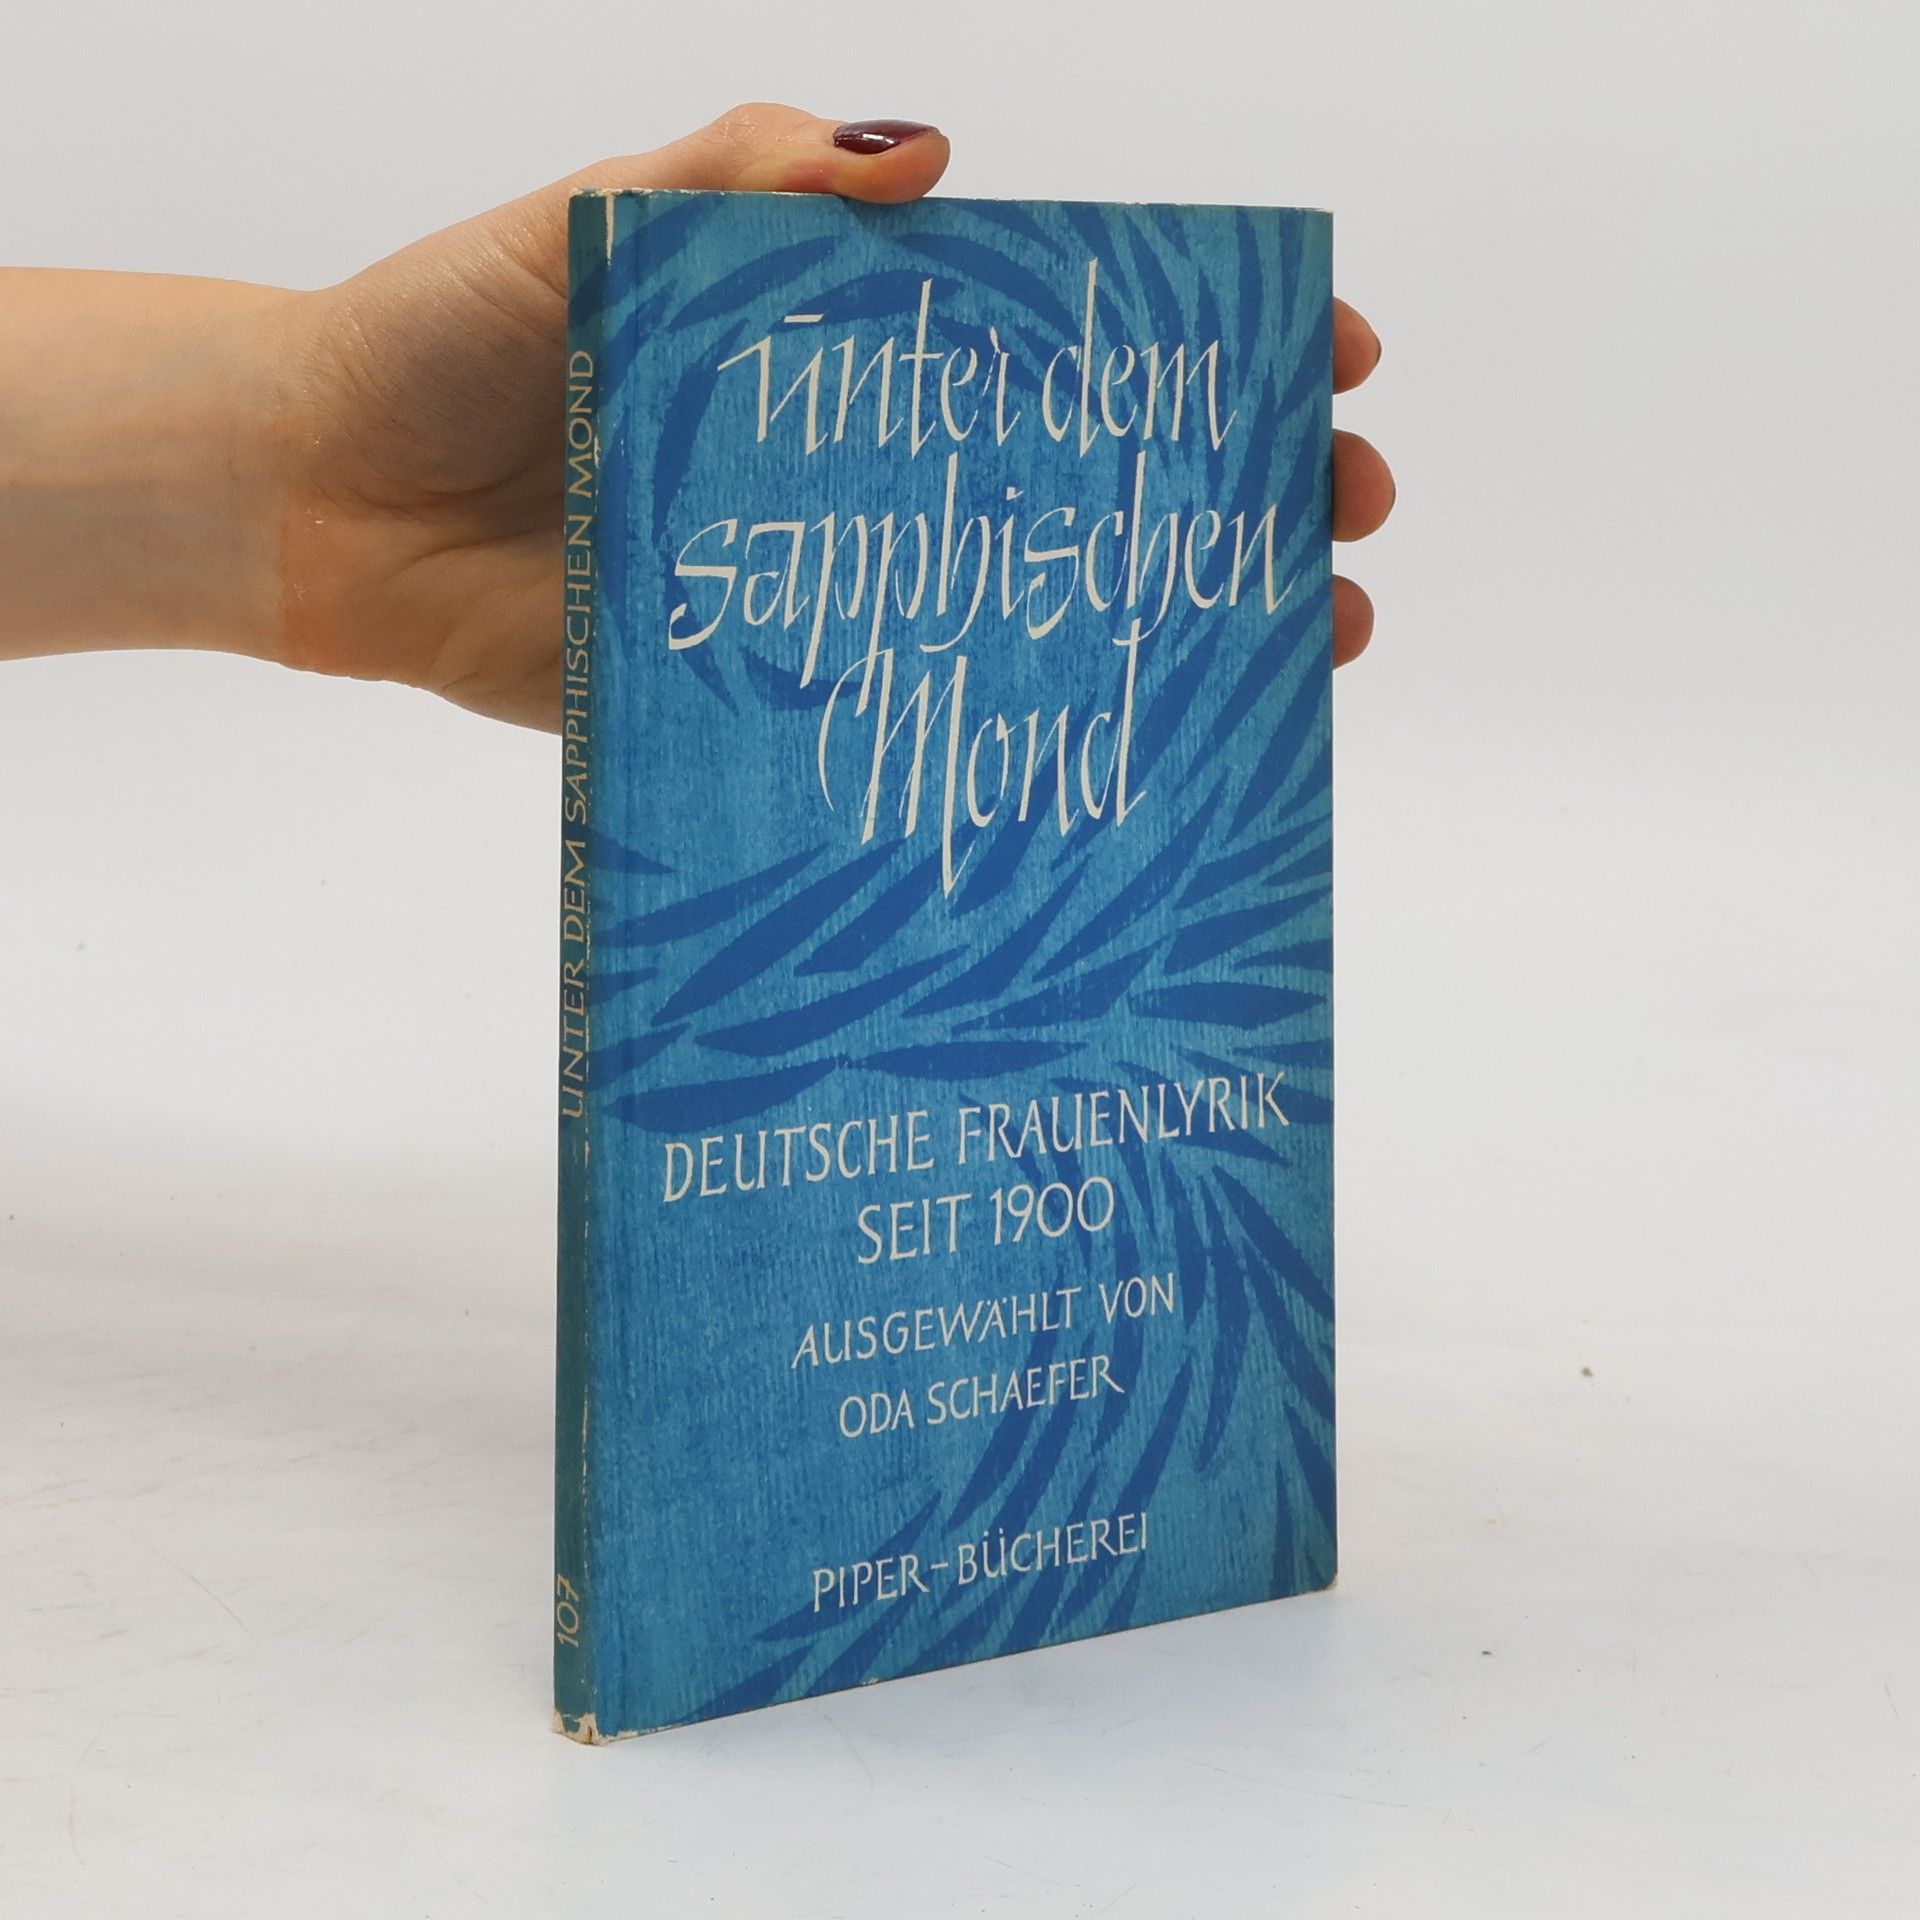 unter dem
sapphischen
Mond
DEUTSCHE FRAUENLYRIK
SEIT 1900
AUSGEWÄHLT VON
ODA SCHAEFER
PIPER-BÜCHEREI
UNTER DEM SAPPHISCHEN MOND
107